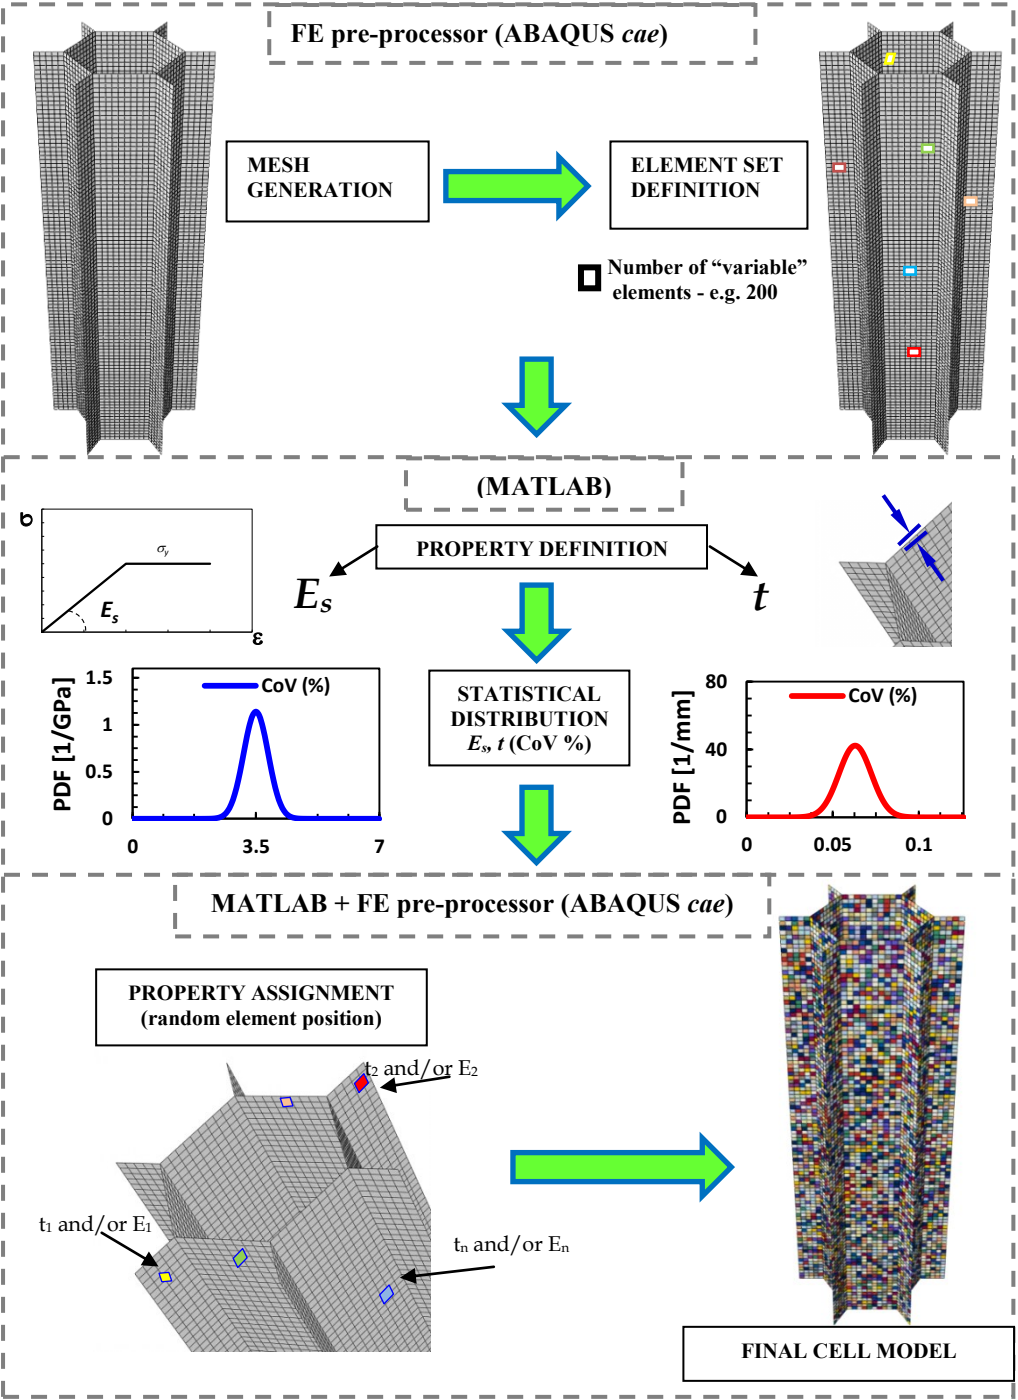 FE pre-processor (ABAQUS cae)
MESH
GENERATION
ELEMENT SET
DEFINITION
Number of “variable”
elements - e.g. 200
(MATLAB)
PROPERTY DEFINITION
σ
σy
Es
ε
Es
t
STATISTICAL
DISTRIBUTION
Es, t (CoV %)
PDF [1/GPa]
CoV (%)
1.5
1
0.5
0
0 3.5 7
PDF [1/mm]
CoV (%)
80
40
0
0 0.05 0.1
MATLAB + FE pre-processor (ABAQUS cae)
PROPERTY ASSIGNMENT
(random element position)
t2 and/or E2
t1 and/or E1
tn and/or En
FINAL CELL MODEL